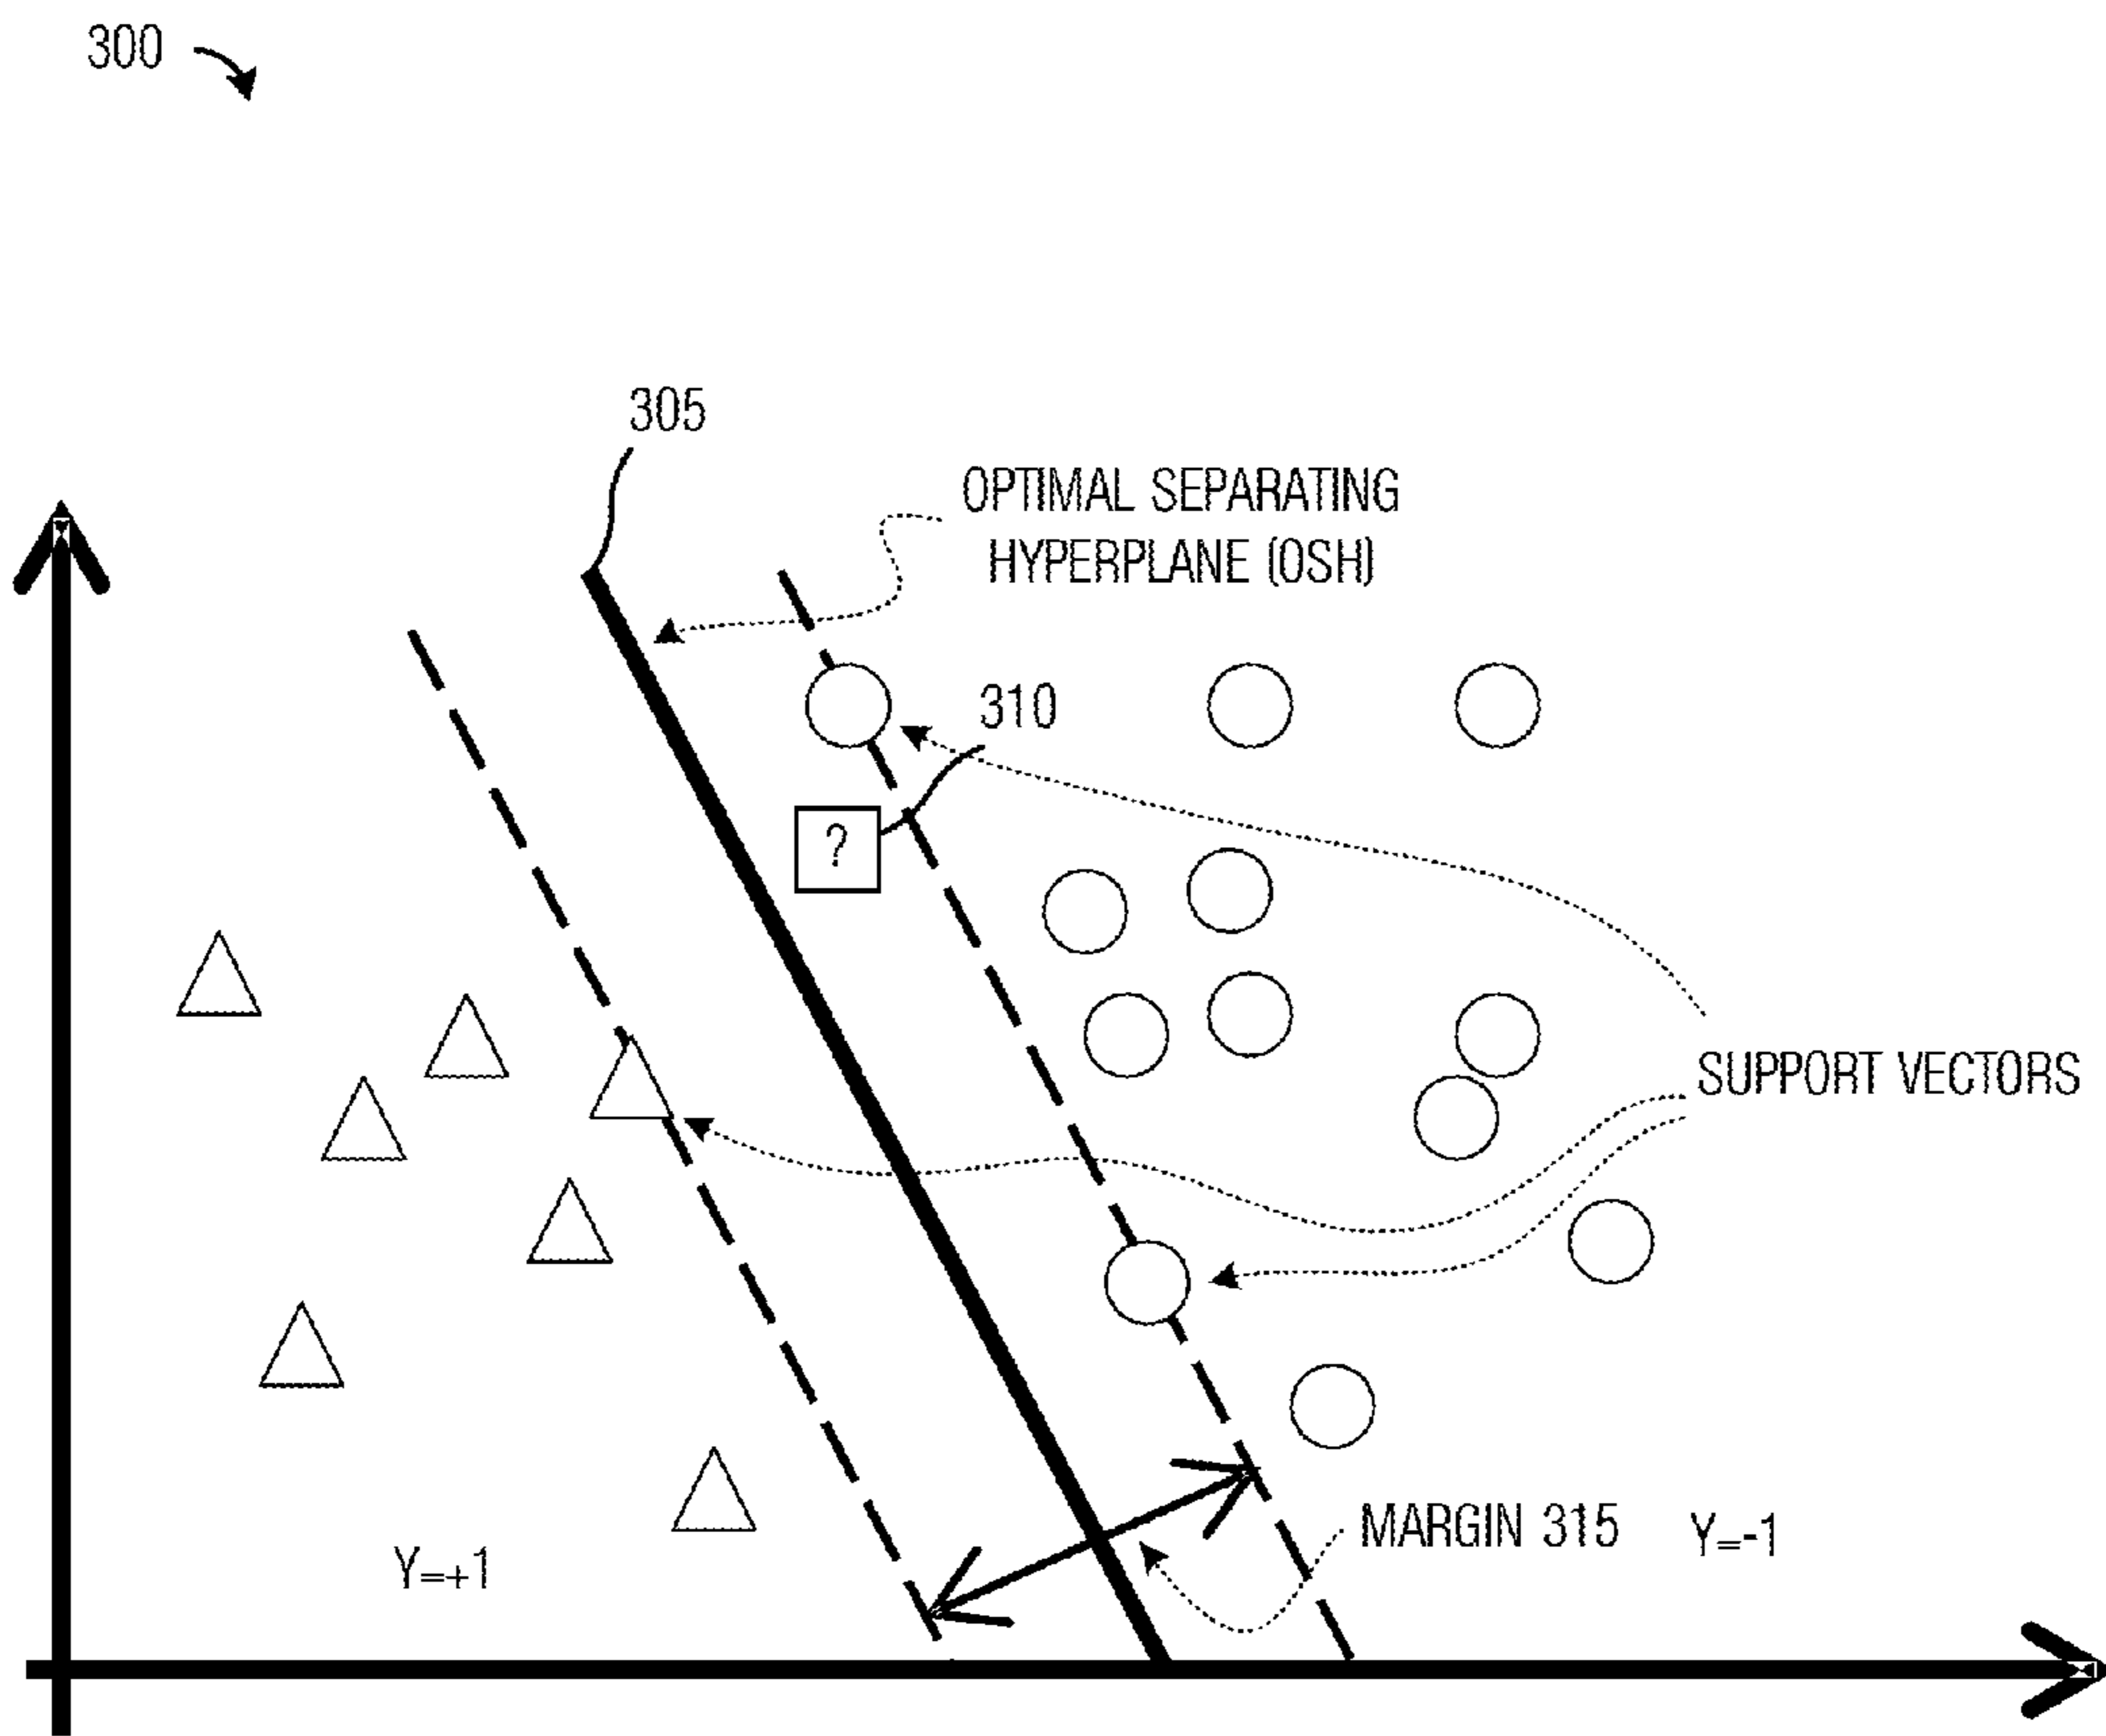 300
305
OPTIMAL SEPARATING
HYPERPLANE (OSH)
310
?
SUPPORT VECTORS
MARGIN 315
Y=-1
Y=+1